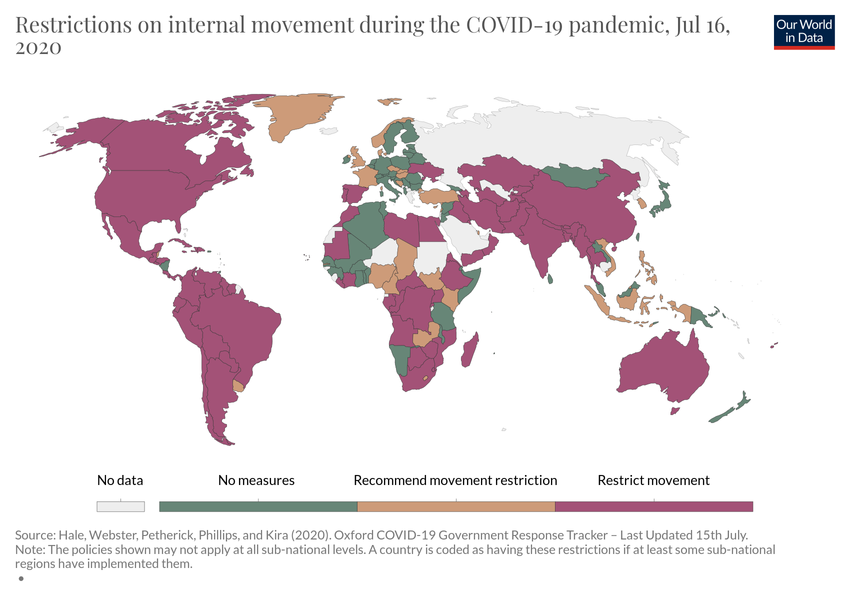 Restrictions on internal movement during the COVID-19 pandemic, Jul 16,
2020
Our World
in Data
No data
No measures
Recommend movement restriction
Restrict movement
Source: Hale, Webster, Petherick, Phillips, and Kira (2020). Oxford COVID-19 Government Response Tracker – Last Updated 15th July.
Note: The policies shown may not apply at all sub-national levels. A country is coded as having these restrictions if at least some sub-national
regions have implemented them.